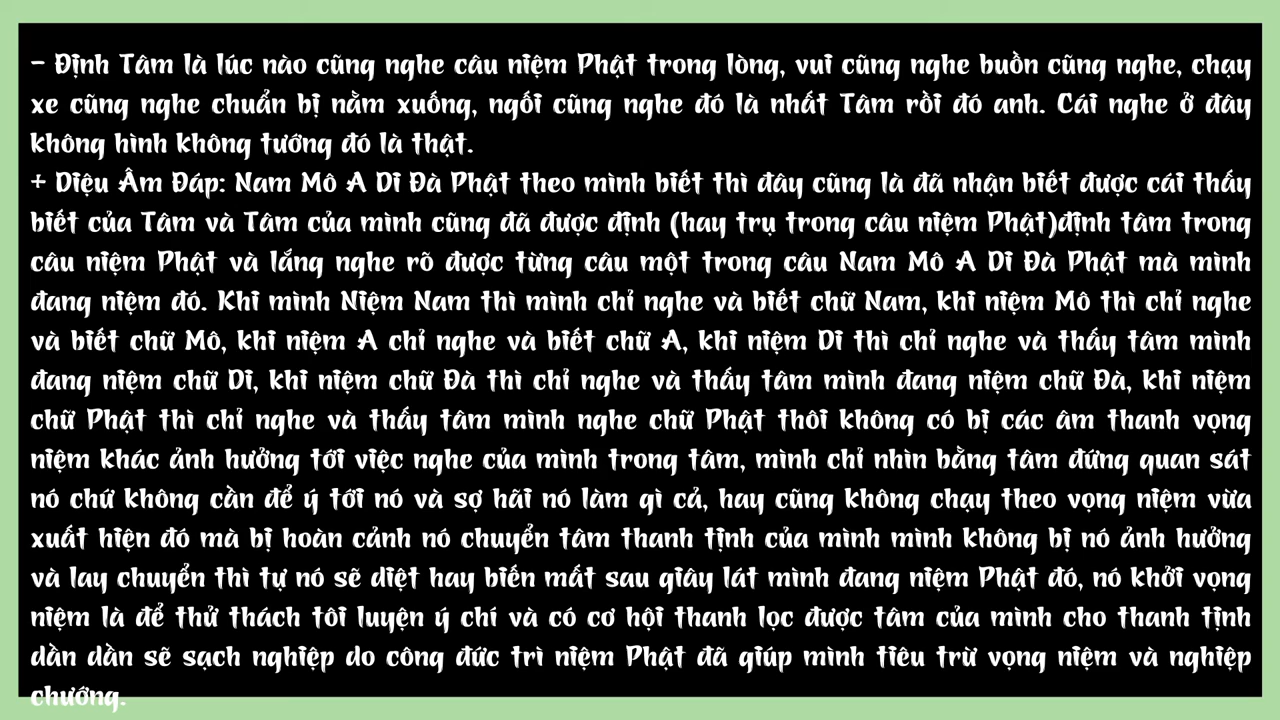 – Định Tâm là lúc nào cũng nghe câu niệm Phật trong lòng, vui cũng nghe buồn cũng nghe, chạy
xe cũng nghe chuẩn bị nằm xuống, ngối cũng nghe đó là nhất Tâm rồi đó anh. Cái nghe ở đây
không hình không tướng đó là thật.
+ Diệu Âm Đáp: Nam Mô A Di Đà Phật theo mình biết thì đây cũng là đã nhận biết được cái thấy
biết của Tâm và Tâm của mình cũng đã được định (hay trụ trong câu niệm Phật)định tâm trong
câu niệm Phật và lắng nghe rõ được từng câu một trong câu Nam Mô A Di Đà Phật mà mình
đang niệm đó. Khi mình Niệm Nam thì mình chỉ nghe và biết chữ Nam, khi niệm Mô thì chỉ nghe
và biết chữ Mô, khi niệm A chỉ nghe và biết chữ A, khi niệm Di thì chỉ nghe và thấy tâm mình
đang niệm chữ Di, khi niệm chữ Đà thì chỉ nghe và thấy tâm mình đang niệm chữ Đà, khi niệm
chữ Phật thì chỉ nghe và thấy tâm mình nghe chữ Phật thôi không có bị các âm thanh vọng
niệm khác ảnh hưởng tới việc nghe của mình trong tâm, mình chỉ nhìn bằng tâm đứng quan sát
nó chứ không cần để ý tới nó và sợ hãi nó làm gì cả, hay cũng không chạy theo vọng niệm vừa
xuất hiện đó mà bị hoàn cảnh nó chuyển tâm thanh tịnh của mình mình không bị nó ảnh hưởng
và lay chuyển thì tự nó sẽ diệt hay biến mất sau giây lát mình đang niệm Phật đó, nó khởi vọng
niệm là để thử thách tôi luyện ý chí và có cơ hội thanh lọc được tâm của mình cho thanh tịnh
dần dần sẽ sạch nghiệp do công đức trì niệm Phật đã giúp mình tiêu trừ vọng niệm và nghiệp
chướng.